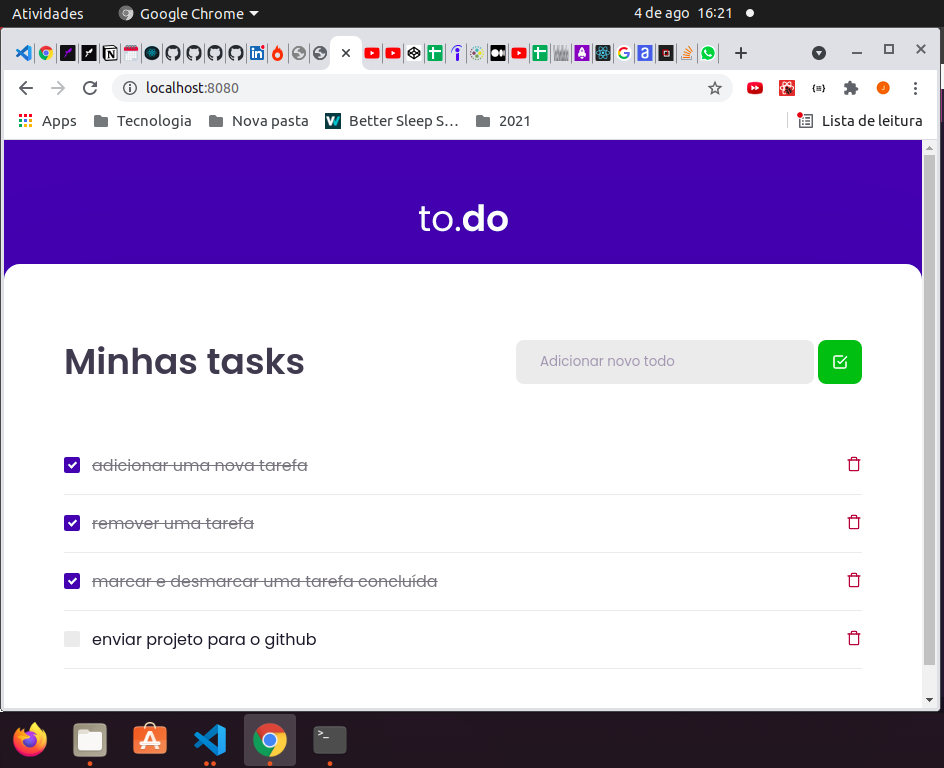 Atividades Google Chrome 4 de ago 16:21
localhost:8080
Apps Tecnologia Nova pasta Better Sleep S… 2021 Lista de leitura
to.do
Minhas tasks
Adicionar novo todo
adicionar uma nova tarefa
remover uma tarefa
marcar e desmarcar uma tarefa concluída
enviar projeto para o github